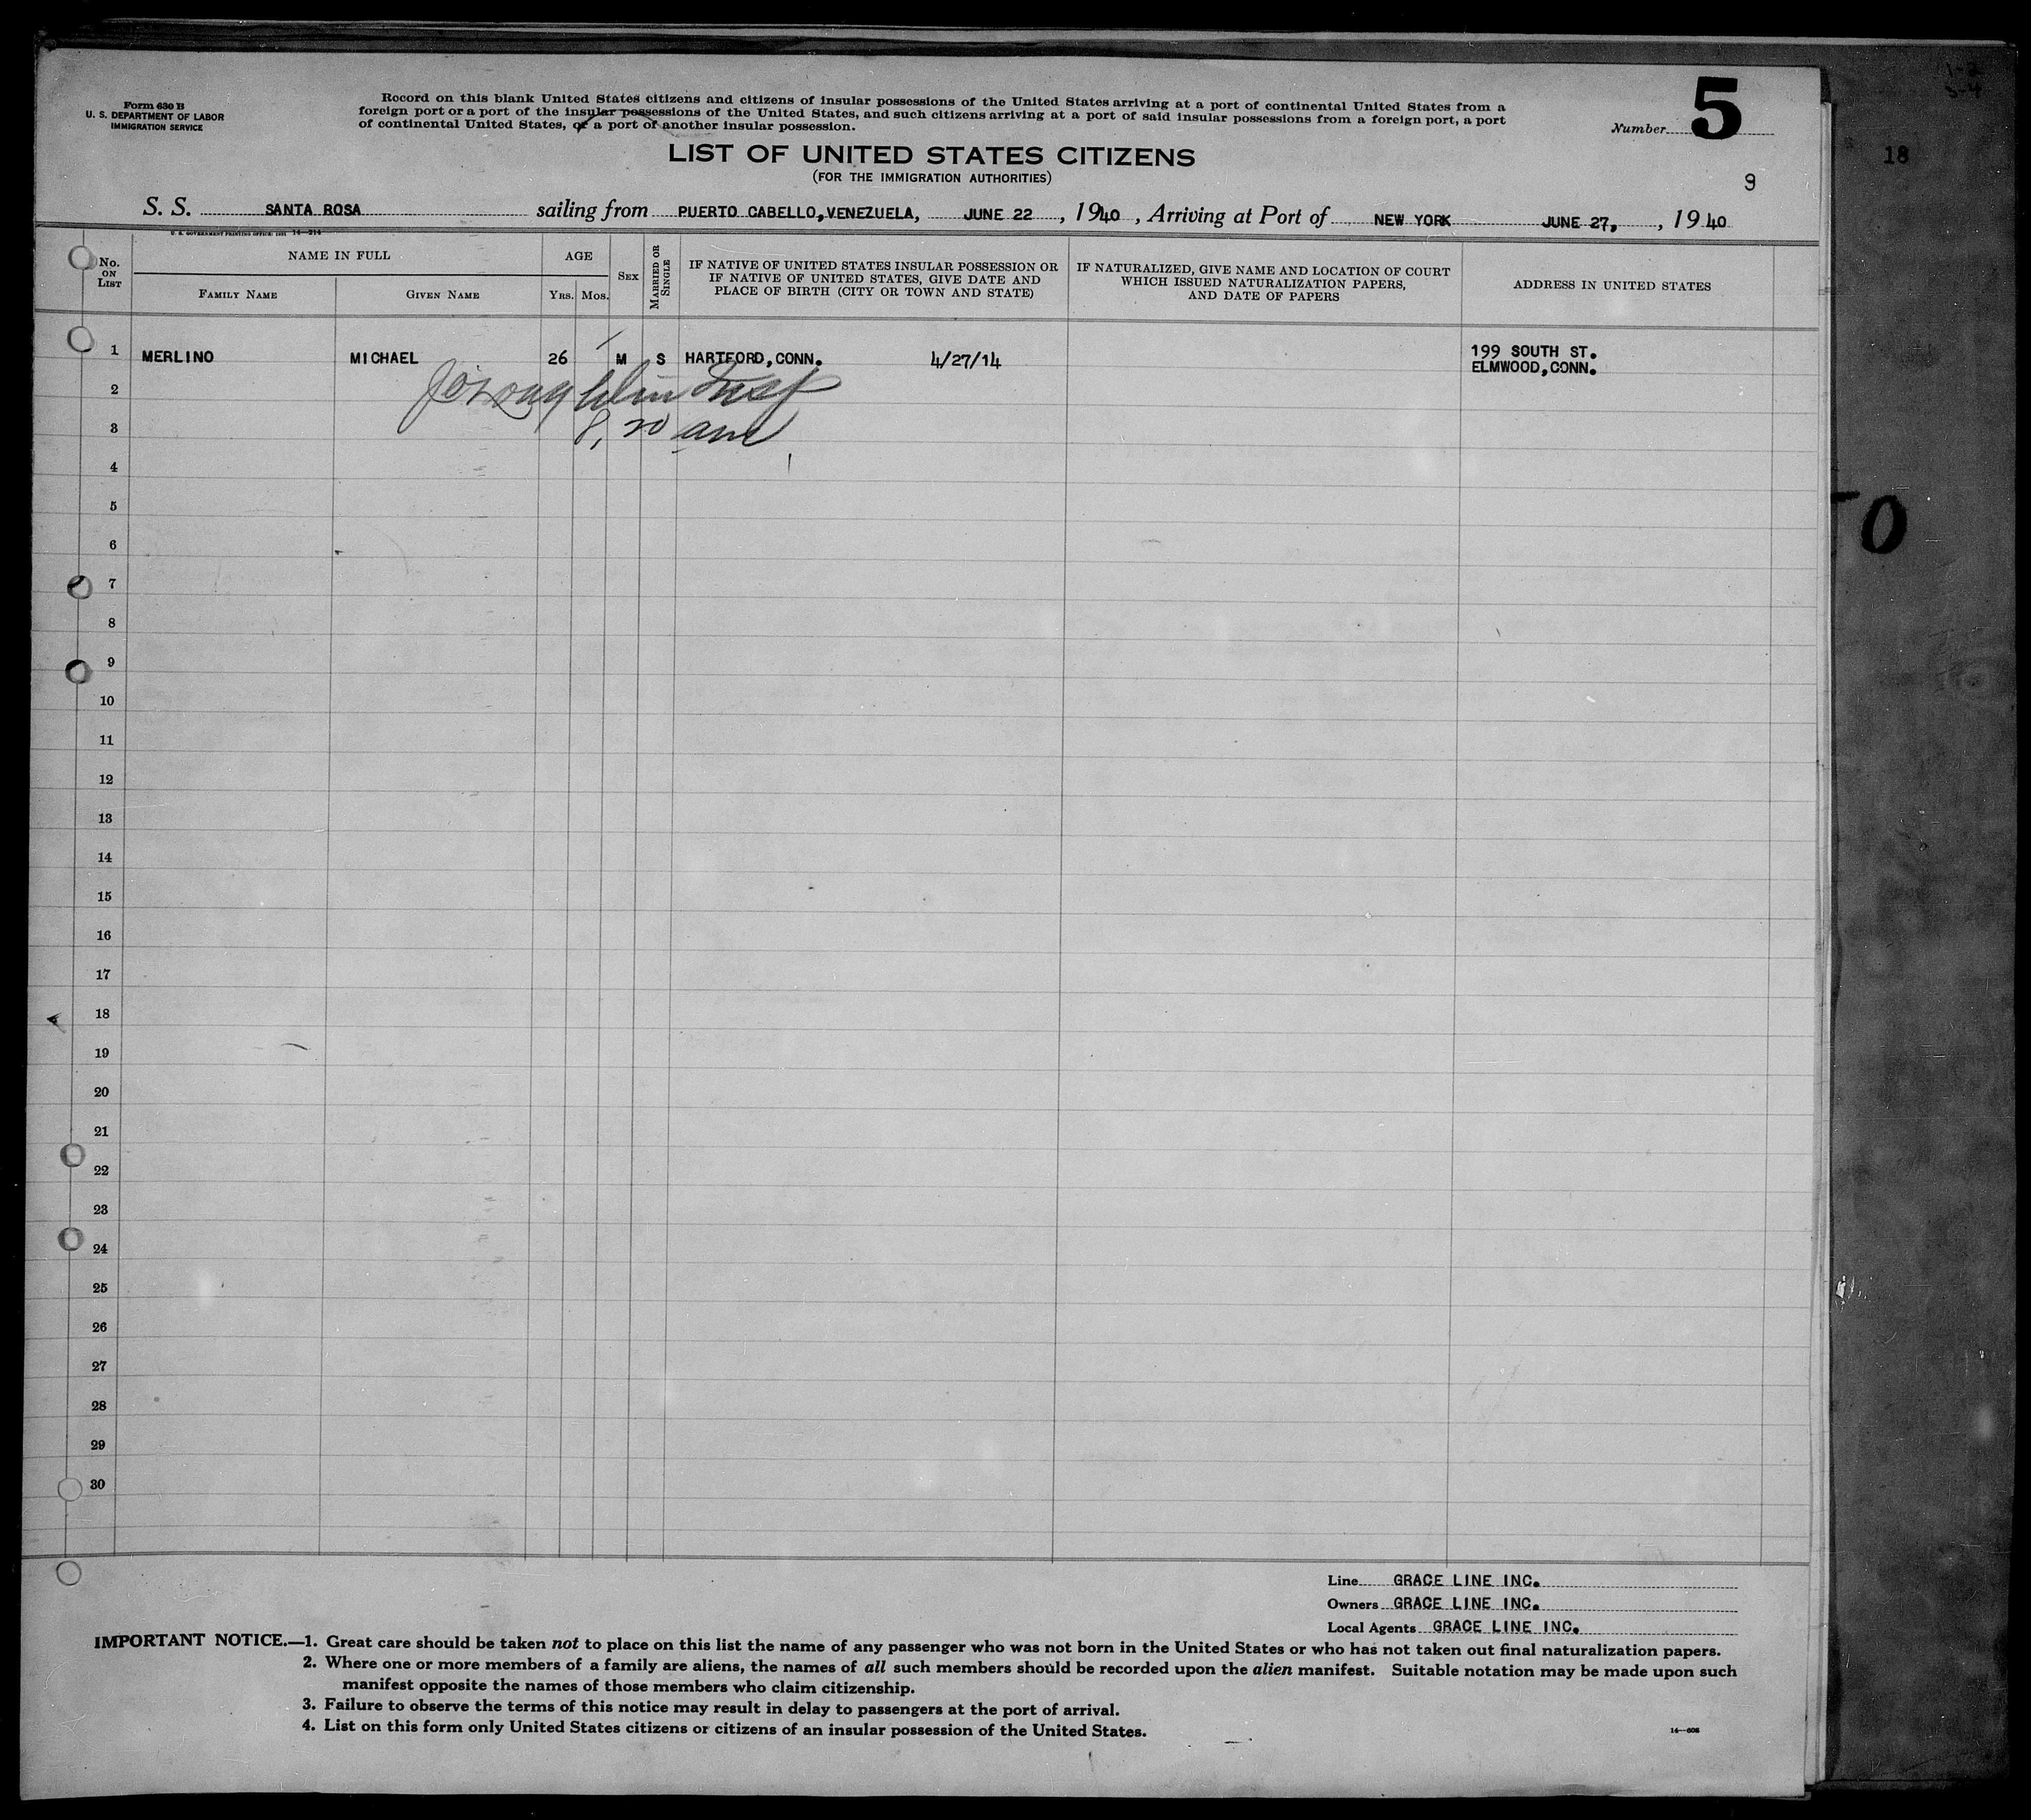 Form 630 B
U. S. DEPARTMENT OF LABOR
IMMIGRATION SERVICE
Record on this blank United States citizens and citizens of insular possessions of the United States arriving at a port of continental United States from a
foreign port or a port of the insular possessions of the United States, and such citizens arriving at a port of said insular possessions from a foreign port, a port
of continental United States, or a port of another insular possession.
Number 5
18
LIST OF UNITED STATES CITIZENS
(FOR THE IMMIGRATION AUTHORITIES)
9
S. S. SANTA ROSA sailing from PUERTO CABELLO, VENEZUELA, JUNE 22, 1940, Arriving at Port of NEW YORK JUNE 27, , 1940
U. S. GOVERNMENT PRINTING OFFICE: 1931 14—214
No. ON LIST
NAME IN FULL
FAMILY NAME
GIVEN NAME
AGE
YRS. MOS.
SEX
MARRIED OR SINGLE
IF NATIVE OF UNITED STATES INSULAR POSSESSION OR
IF NATIVE OF UNITED STATES, GIVE DATE AND
PLACE OF BIRTH (CITY OR TOWN AND STATE)
IF NATURALIZED, GIVE NAME AND LOCATION OF COURT
WHICH ISSUED NATURALIZATION PAPERS,
AND DATE OF PAPERS
ADDRESS IN UNITED STATES
1 MERLINO MICHAEL 26 M S HARTFORD, CONN. 4/27/14 199 SOUTH ST.
ELMWOOD, CONN.
2
3 8,20 am
4
5
6
7
8
9
10
11
12
13
14
15
16
17
18
19
20
21
22
23
24
25
26
27
28
29
30
0
Line GRACE LINE INC.
Owners GRACE LINE INC.
Local Agents GRACE LINE INC.
IMPORTANT NOTICE.—1. Great care should be taken not to place on this list the name of any passenger who was not born in the United States or who has not taken out final naturalization papers.
2. Where one or more members of a family are aliens, the names of all such members should be recorded upon the alien manifest. Suitable notation may be made upon such
manifest opposite the names of those members who claim citizenship.
3. Failure to observe the terms of this notice may result in delay to passengers at the port of arrival.
4. List on this form only United States citizens or citizens of an insular possession of the United States.
14—608